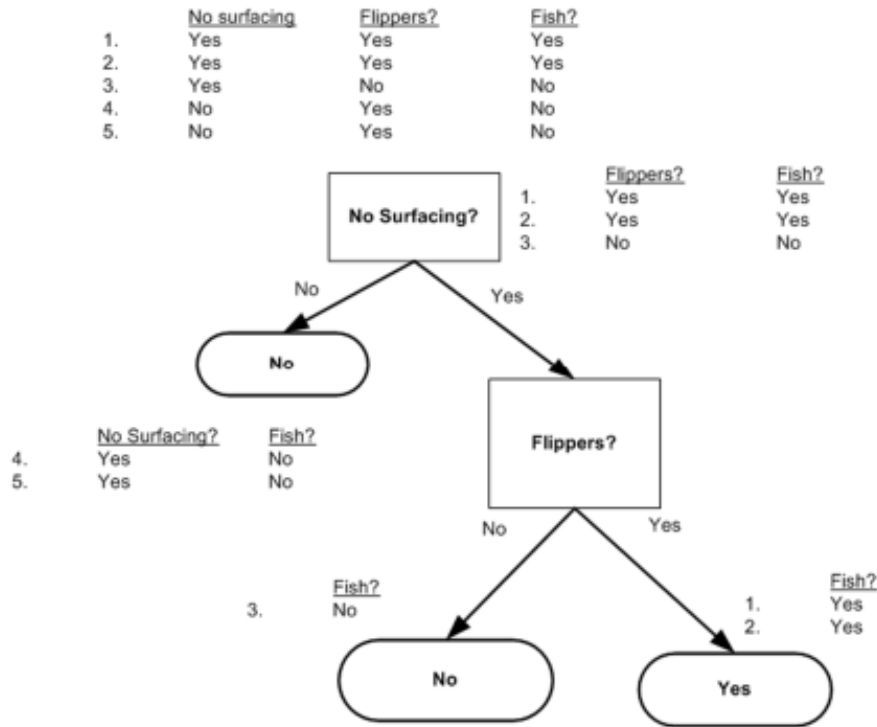 No surfacing Flippers? Fish?
1. Yes Yes Yes
2. Yes Yes Yes
3. Yes No No
4. No Yes No
5. No Yes No
Flippers? Fish?
1. Yes Yes
2. Yes Yes
3. No No
No Surfacing?
No Yes
No
Flippers?
No Surfacing? Fish?
4. Yes No
5. Yes No
No Yes
Fish?
3. No
Fish?
1. Yes
2. Yes
No
Yes